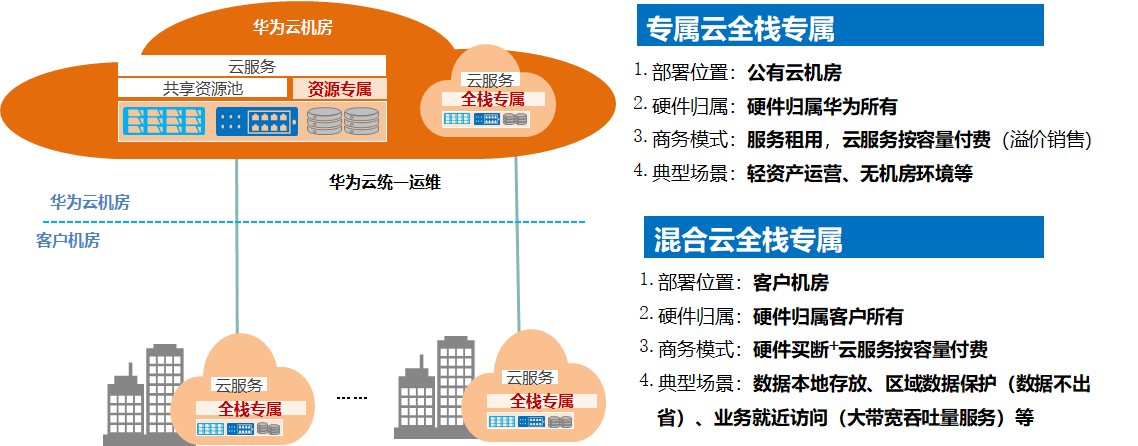 华为云机房
云服务
共享资源池
资源专属
云服务
全栈专属
华为云统一运维
华为云机房
客户机房
云服务
全栈专属
……
云服务
全栈专属
专属云全栈专属
1. 部署位置：公有云机房
2. 硬件归属：硬件归属华为所有
3. 商务模式：服务租用，云服务按容量付费（溢价销售）
4. 典型场景：轻资产运营、无机房环境等
混合云全栈专属
1. 部署位置：客户机房
2. 硬件归属：硬件归属客户所有
3. 商务模式：硬件买断+云服务按容量付费
4. 典型场景：数据本地存放、区域数据保护（数据不出
省）、业务就近访问（大带宽吞吐量服务）等